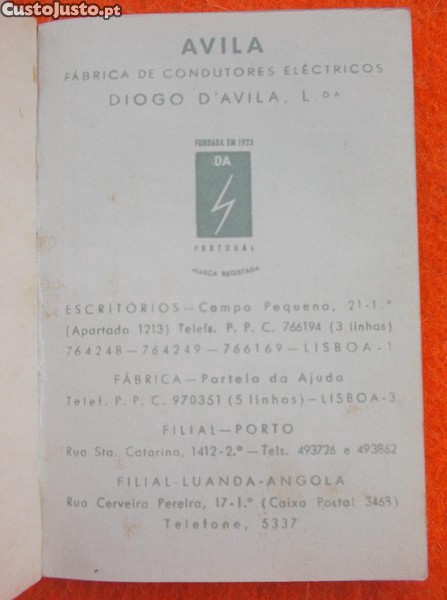 CustoJusto.pt
AVILA
FÁBRICA DE CONDUTORES ELÉCTRICOS
DIOGO D'AVILA, L.DA
FUNDADA EM 1923
DA
PORTUGAL
MARCA REGISTADA
ESCRITÓRIOS—Campo Pequeno, 21-1.º
(Apartado 1213) Telefs. P. P. C. 766194 (3 linhas)
764248—764249—766169—LISBOA-1
FÁBRICA—Portela da Ajuda
Telef. P. P. C. 970351 (5 linhas)—LISBOA-3
FILIAL—PORTO
Rua Sta. Catarina, 1412-2.º—Tels. 493726 e 493862
FILIAL-LUANDA-ANGOLA
Rua Cerveira Pereira, 17-1.º (Caixa Postal 3463)
Telefone, 5337